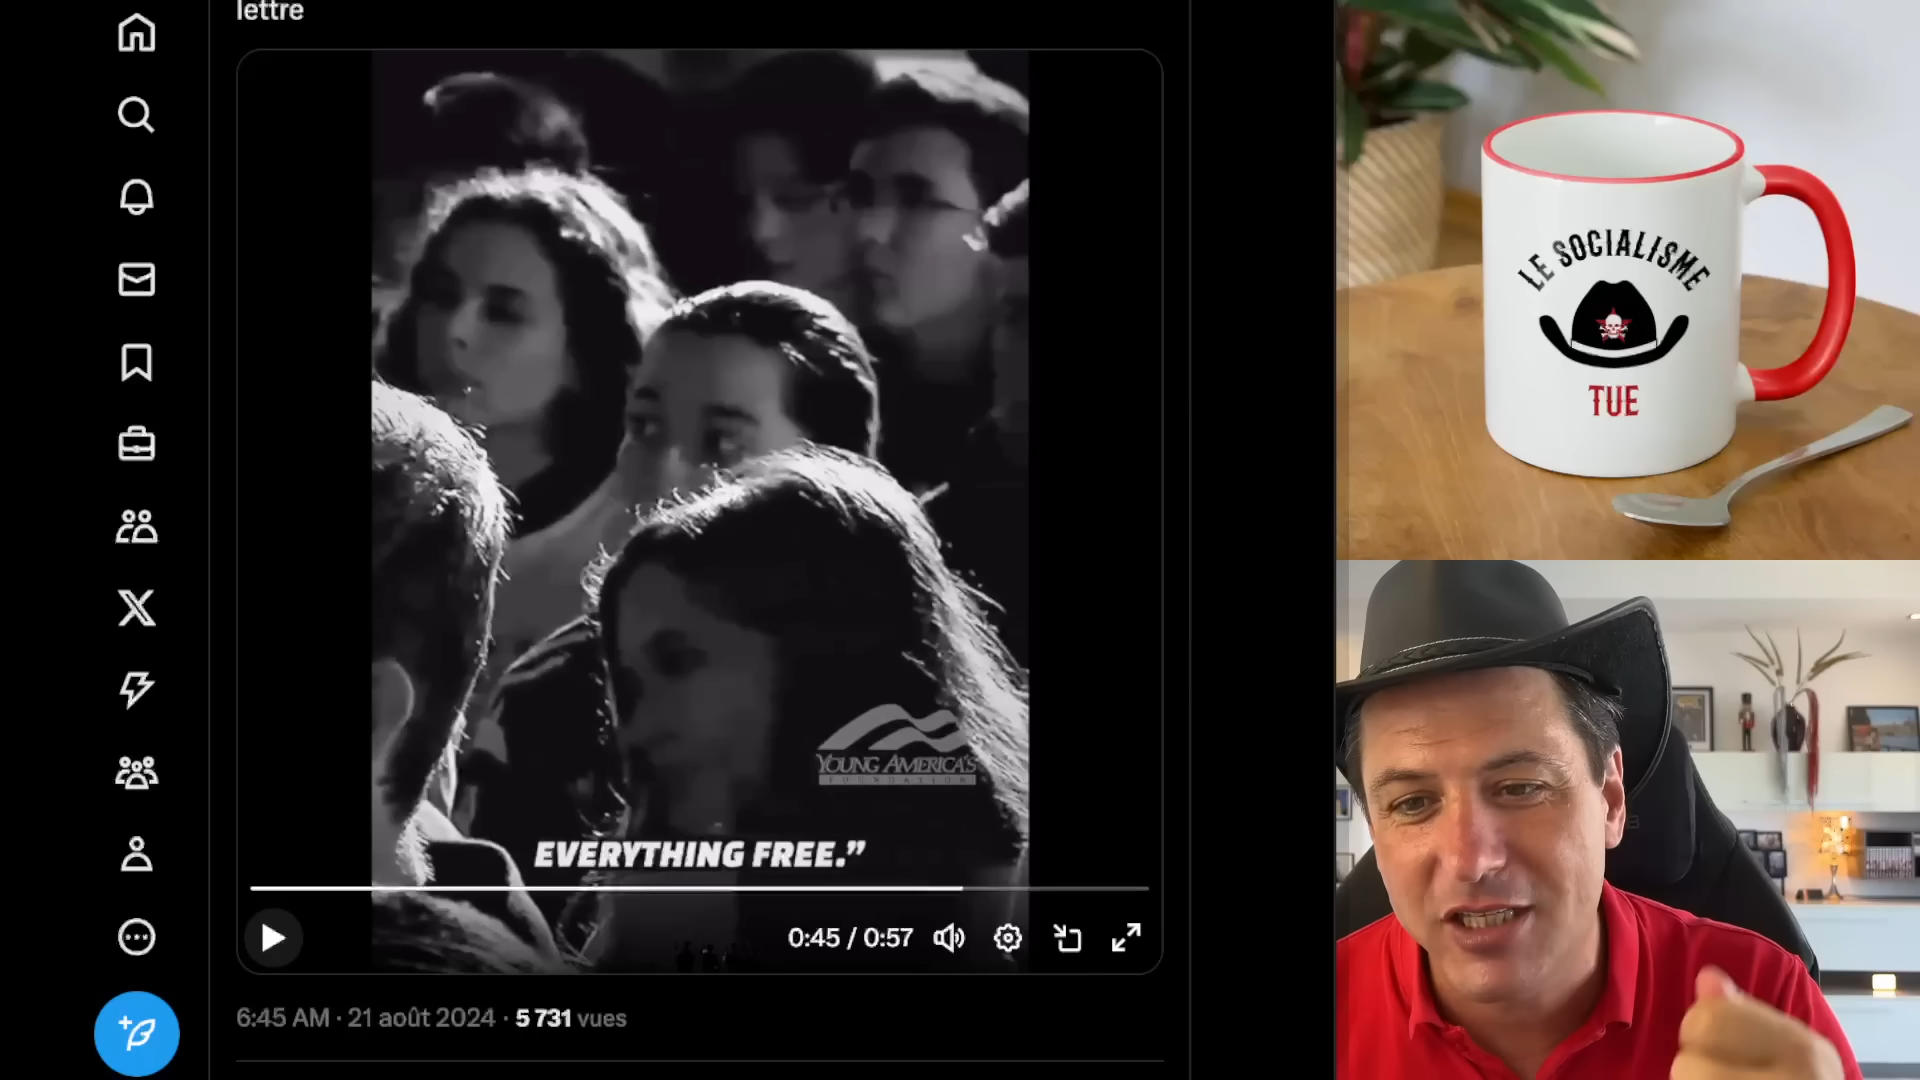 lettre
YOUNG AMERICA'S
FOUNDATION
EVERYTHING FREE.”
0:45 / 0:57
6:45 AM · 21 août 2024 · 5 731 vues
LE SOCIALISME
TUE